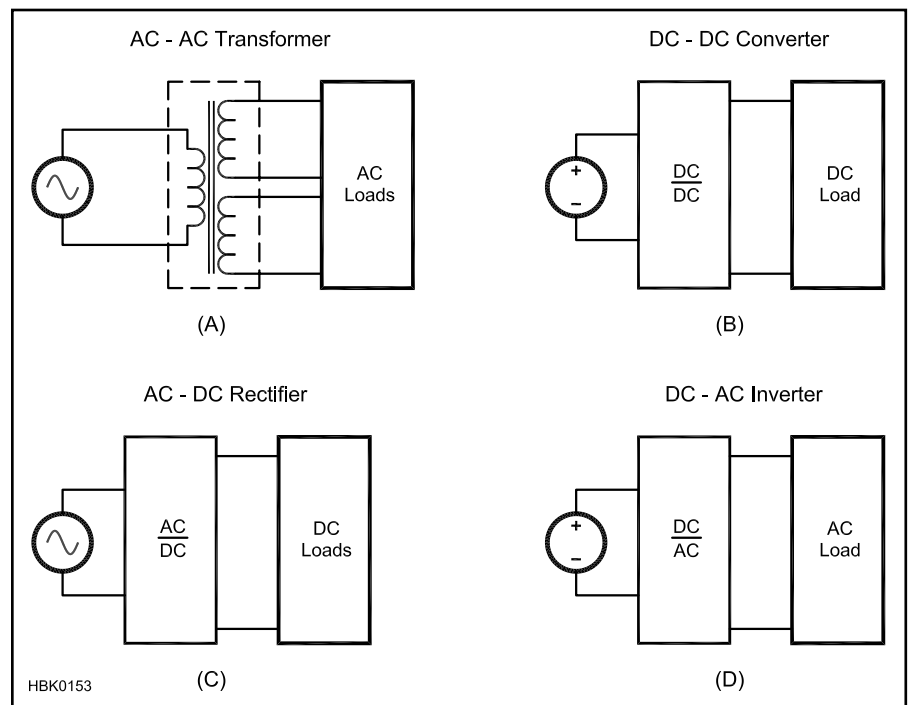 AC - AC Transformer
AC
Loads
(A)
DC - DC Converter
+
–
DC
DC
DC
Load
(B)
AC - DC Rectifier
AC
DC
DC
Loads
(C)
DC - AC Inverter
+
–
DC
AC
AC
Load
(D)
HBK0153